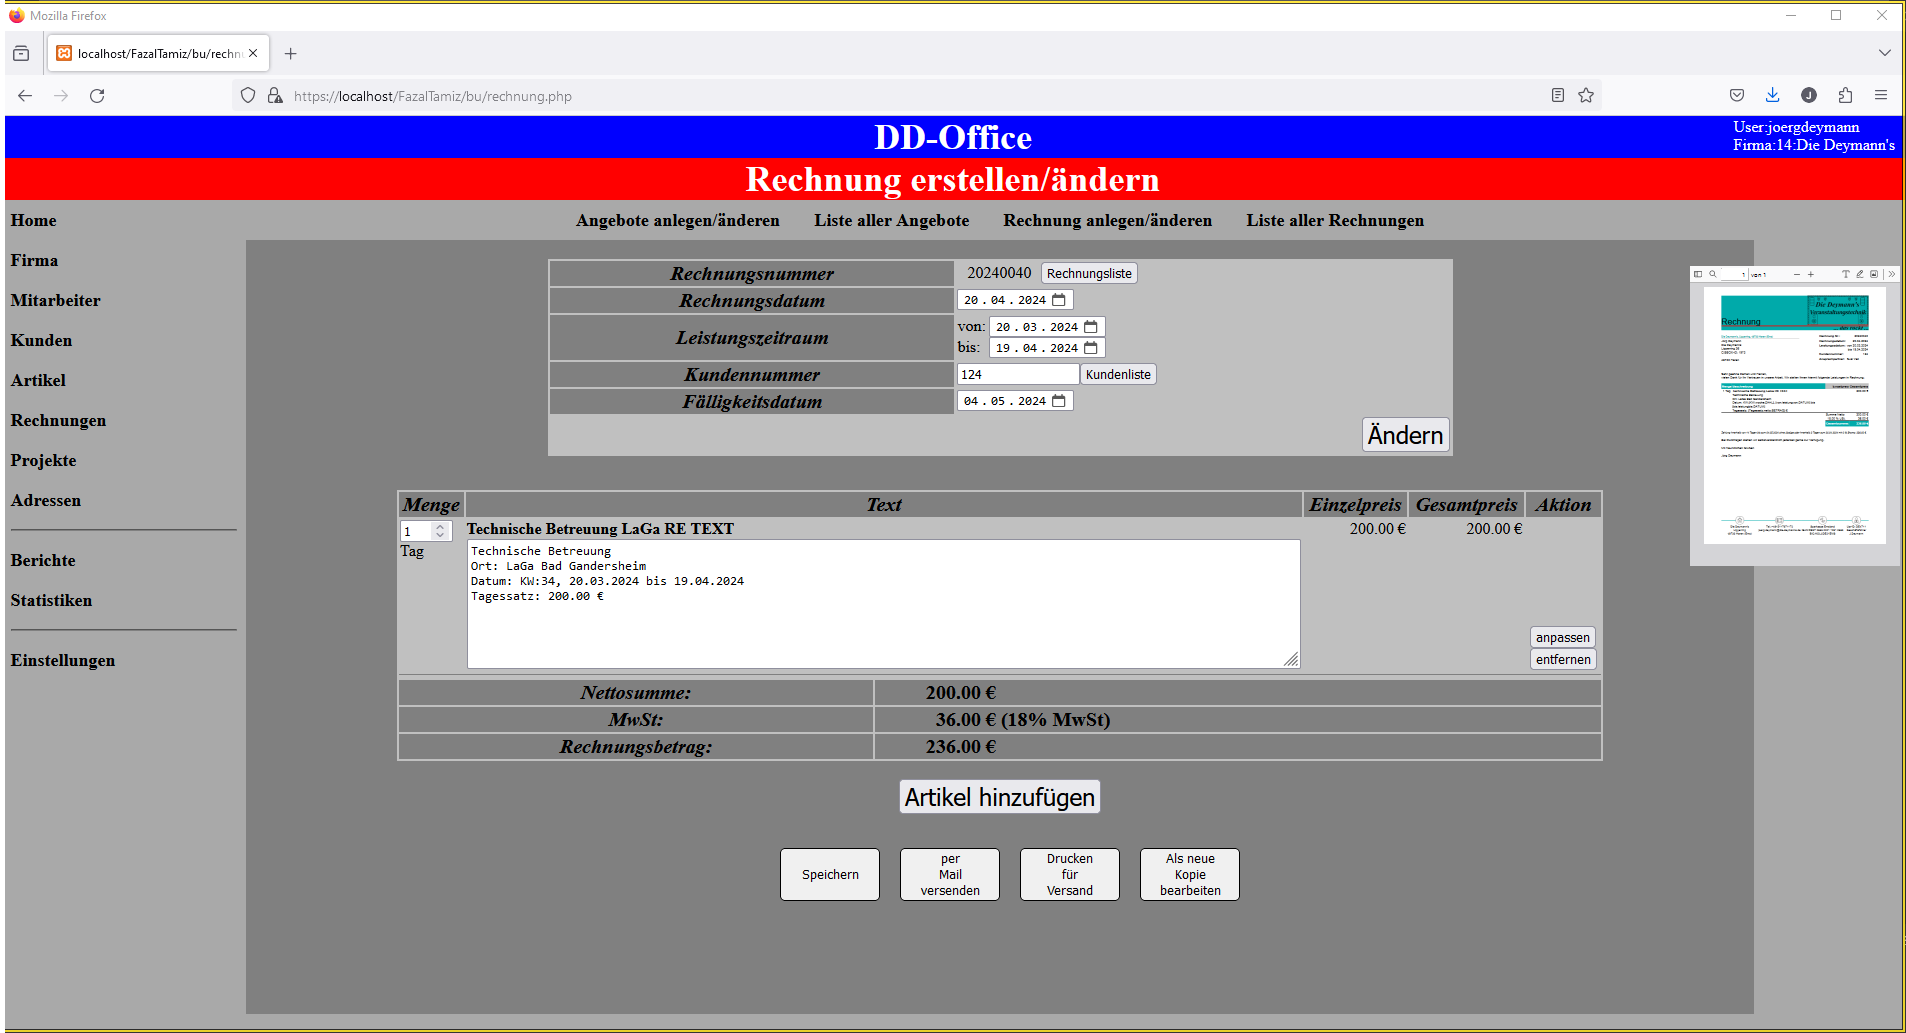 Mozilla Firefox
localhost/FazalTamiz/bu/rechn
https://localhost/FazalTamiz/bu/rechnung.php
DD-Office
User:joergdeymann
Firma:14:Die Deymann's
Rechnung erstellen/ändern
Home
Angebote anlegen/änderen Liste aller Angebote Rechnung anlegen/änderen Liste aller Rechnungen
Firma
Mitarbeiter
Kunden
Artikel
Rechnungen
Projekte
Adressen
Berichte
Statistiken
Einstellungen
Rechnungsnummer 20240040 Rechnungsliste
Rechnungsdatum 20.04.2024
Leistungszeitraum von: 20.03.2024
bis: 19.04.2024
Kundennummer 124 Kundenliste
Fälligkeitsdatum 04.05.2024
Ändern
Menge Text Einzelpreis Gesamtpreis Aktion
1 Technische Betreuung LaGa RE TEXT 200.00 € 200.00 €
Tag
Technische Betreuung
Ort: LaGa Bad Gandersheim
Datum: KW:34, 20.03.2024 bis 19.04.2024
Tagessatz: 200.00 €
anpassen
entfernen
Nettosumme: 200.00 €
MwSt: 36.00 € (18% MwSt)
Rechnungsbetrag: 236.00 €
Artikel hinzufügen
Speichern
per
Mail
versenden
Drucken
für
Versand
Als neue
Kopie
bearbeiten
1 von 1
Die Deymann's
Veranstaltungstechnik
Rechnung